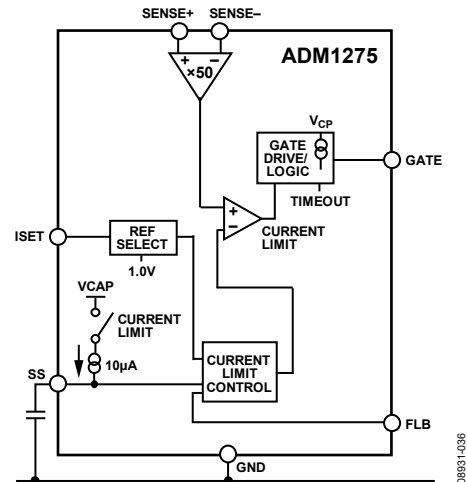 SENSE+ SENSE–
ADM1275
+ –
×50
VCP
GATE
DRIVE/
LOGIC
GATE
TIMEOUT
+
–
CURRENT
LIMIT
ISET
REF
SELECT
1.0V
VCAP
CURRENT
LIMIT
10µA
SS
CURRENT
LIMIT
CONTROL
FLB
GND
08931-036